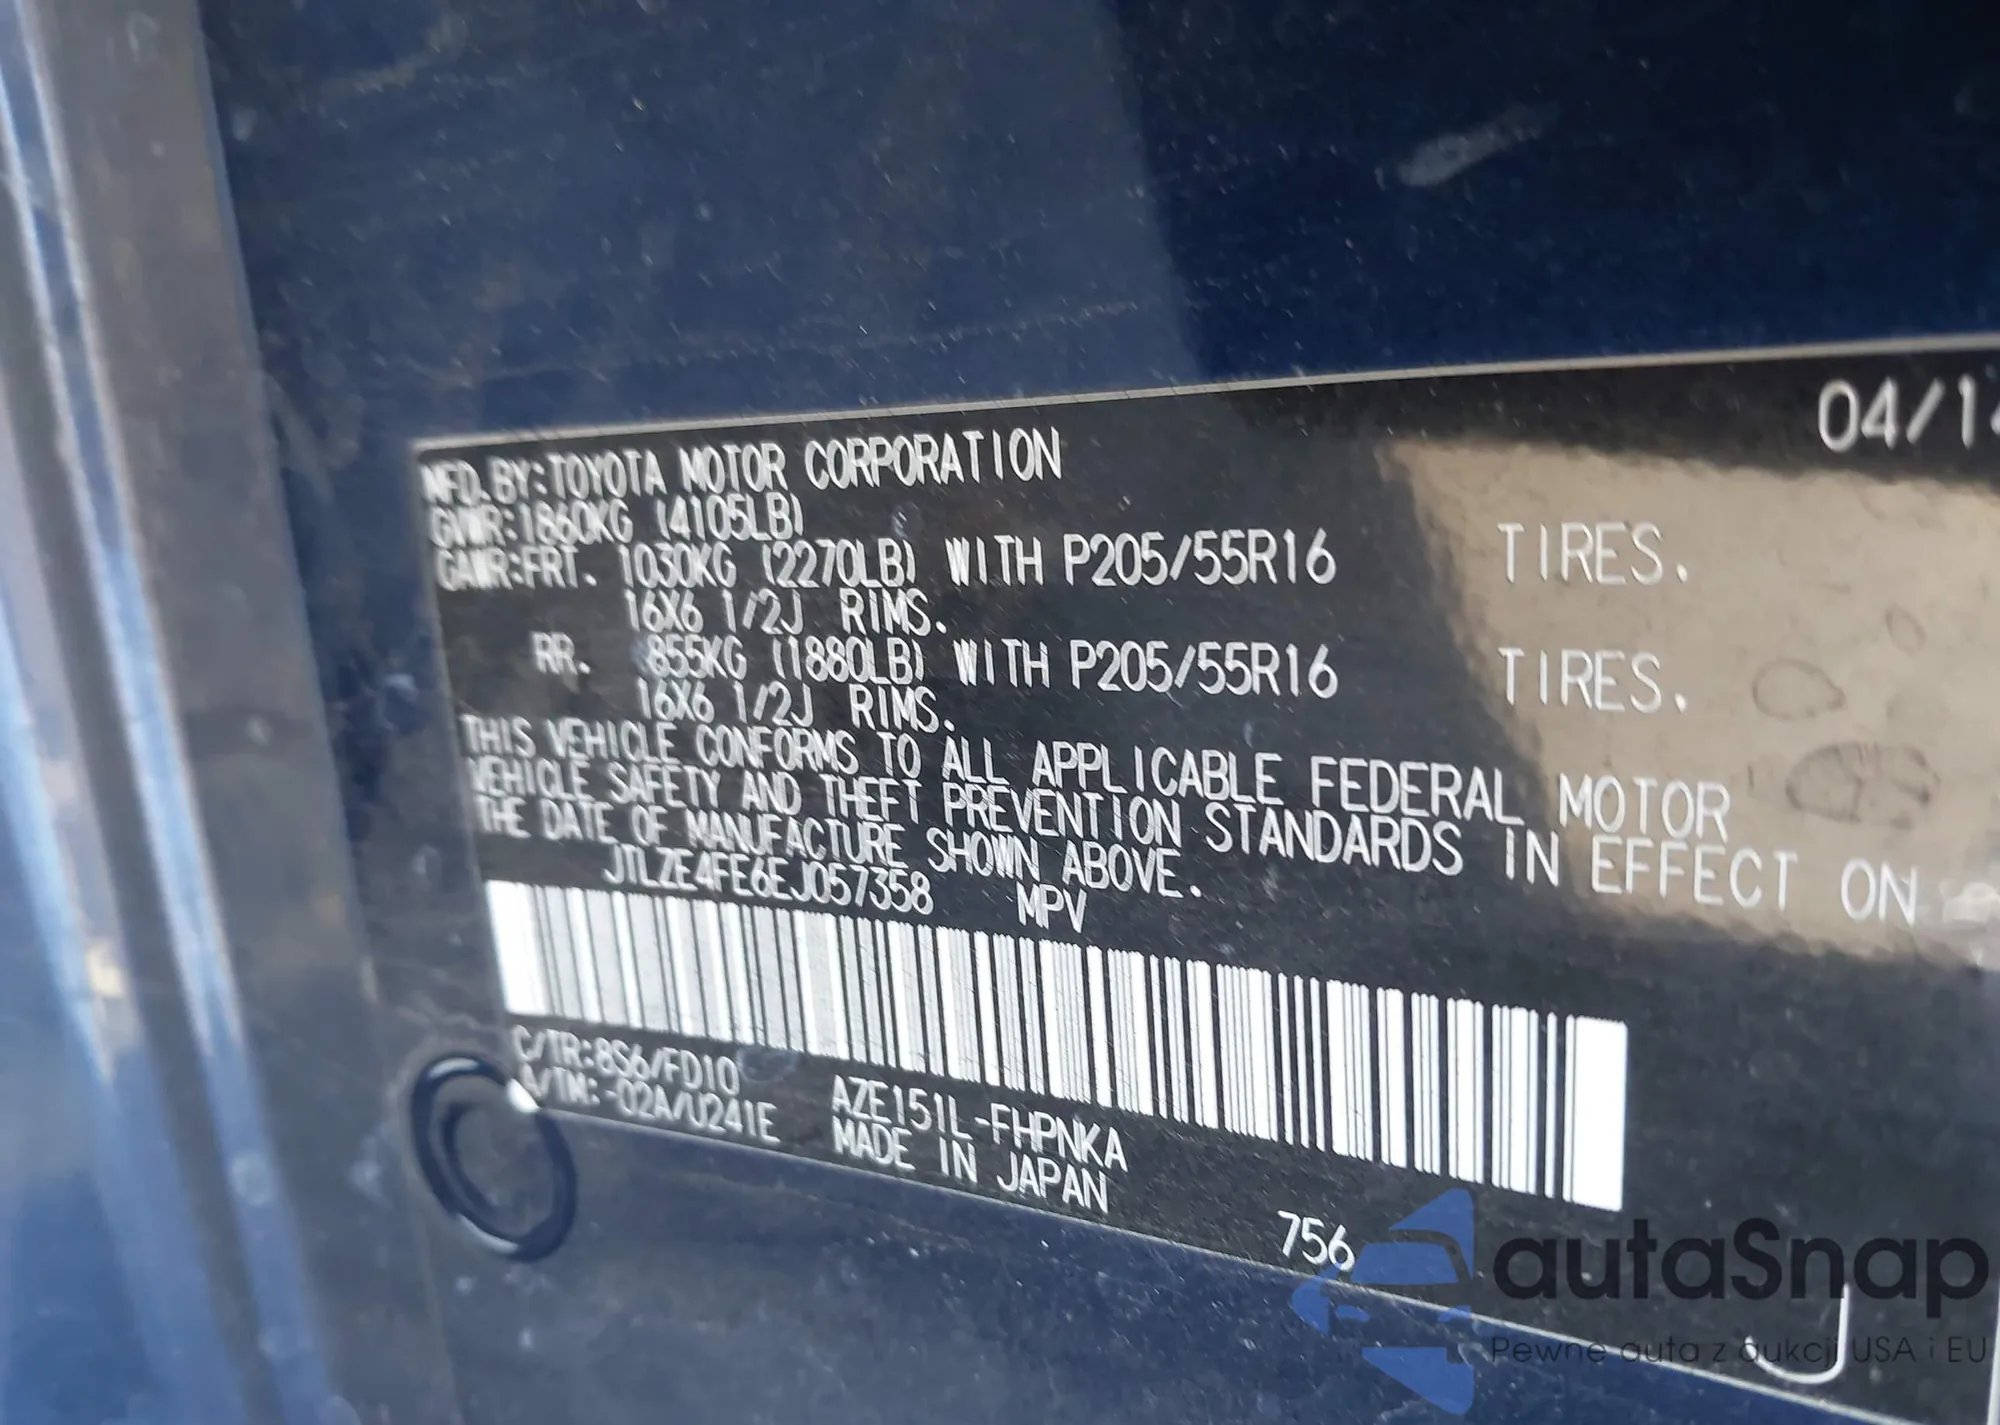 04/14
MFD.BY:TOYOTA MOTOR CORPORATION
GVWR:1860KG (4105LB)
GAWR:FRT. 1030KG (2270LB) WITH P205/55R16 TIRES.
16X6 1/2J RIMS.
RR. 855KG (1880LB) WITH P205/55R16 TIRES.
16X6 1/2J RIMS.
THIS VEHICLE CONFORMS TO ALL APPLICABLE FEDERAL MOTOR
VEHICLE SAFETY AND THEFT PREVENTION STANDARDS IN EFFECT ON
THE DATE OF MANUFACTURE SHOWN ABOVE.
JTLZE4FE6EJ057358 MPV
C/TR:8S6/FD10
A/TM:-02A/U241E
AZE151L-FHPNKA
MADE IN JAPAN
756
J
autaSnap
Pewne auta z aukcji USA i EU